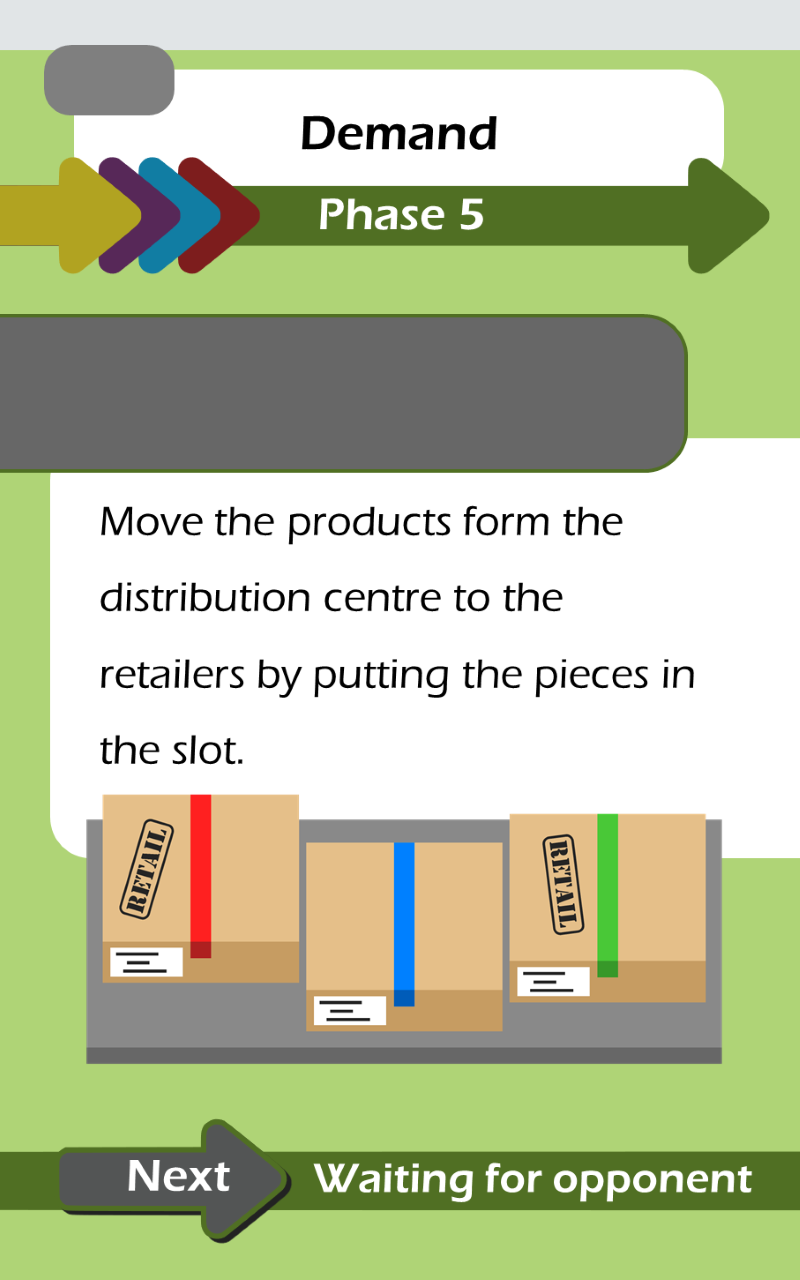 Demand
Phase 5
Move the products form the
distribution centre to the
retailers by putting the pieces in
the slot.
RETAIL
RETAIL
Next
Waiting for opponent